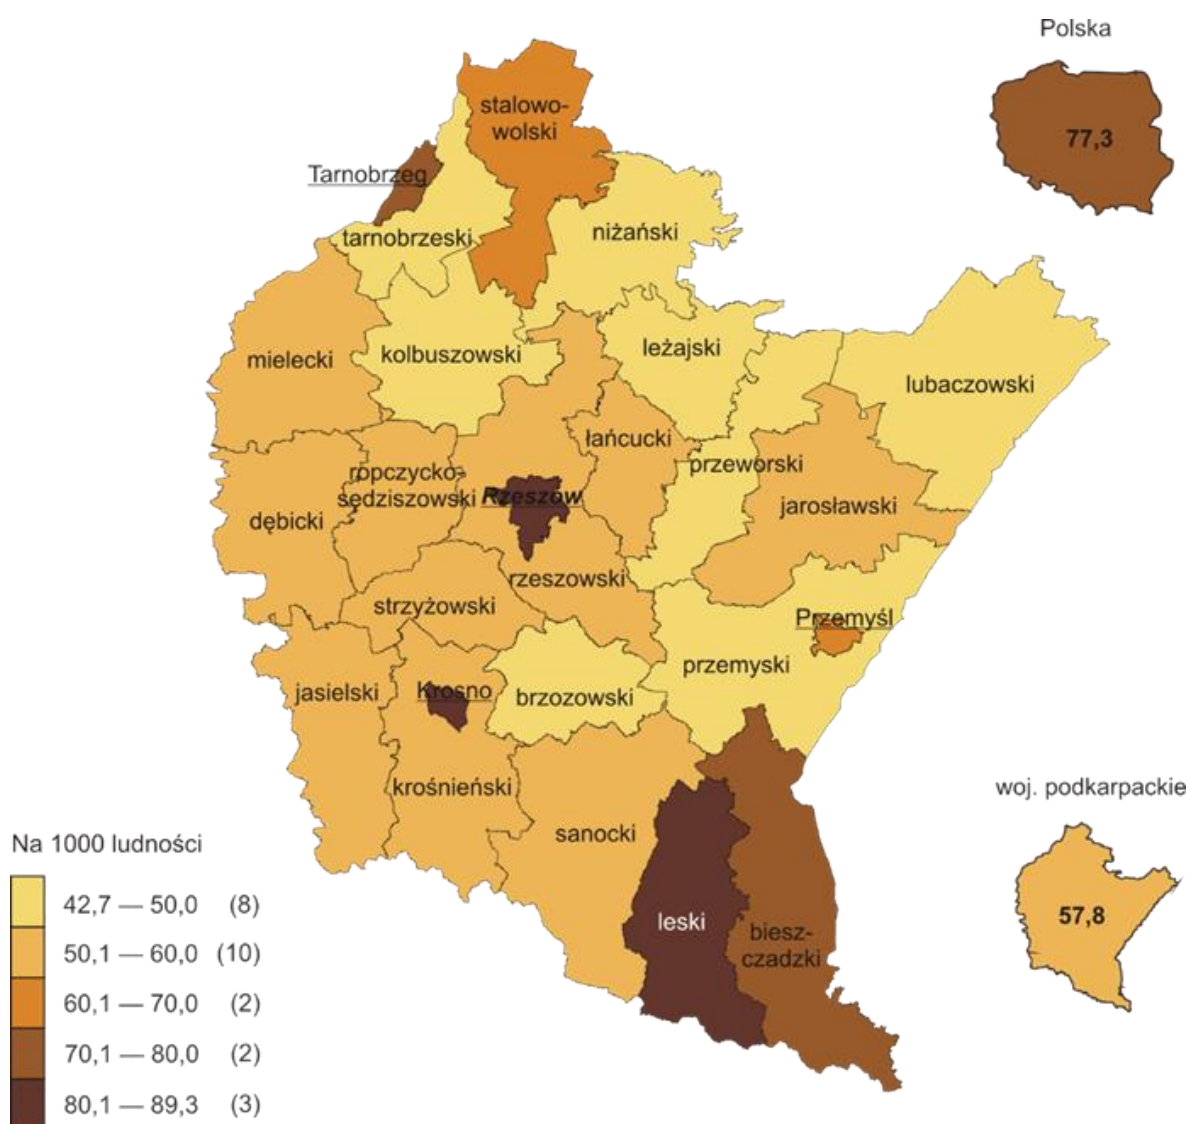 Polska
77,3
stalowo-
wolski
Tarnobrzeg
tarnobrzeski
niżański
mielecki
kolbuszowski
leżajski
lubaczowski
łańcucki
przeworski
ropczycko-
sędziszowski
Rzeszów
dębicki
jarosławski
rzeszowski
strzyżowski
Przemyśl
przemyski
jasielski
Krosno
brzozowski
krośnieński
sanocki
leski
biesz-
czadzki
woj. podkarpackie
57,8
Na 1000 ludności
42,7 — 50,0 (8)
50,1 — 60,0 (10)
60,1 — 70,0 (2)
70,1 — 80,0 (2)
80,1 — 89,3 (3)